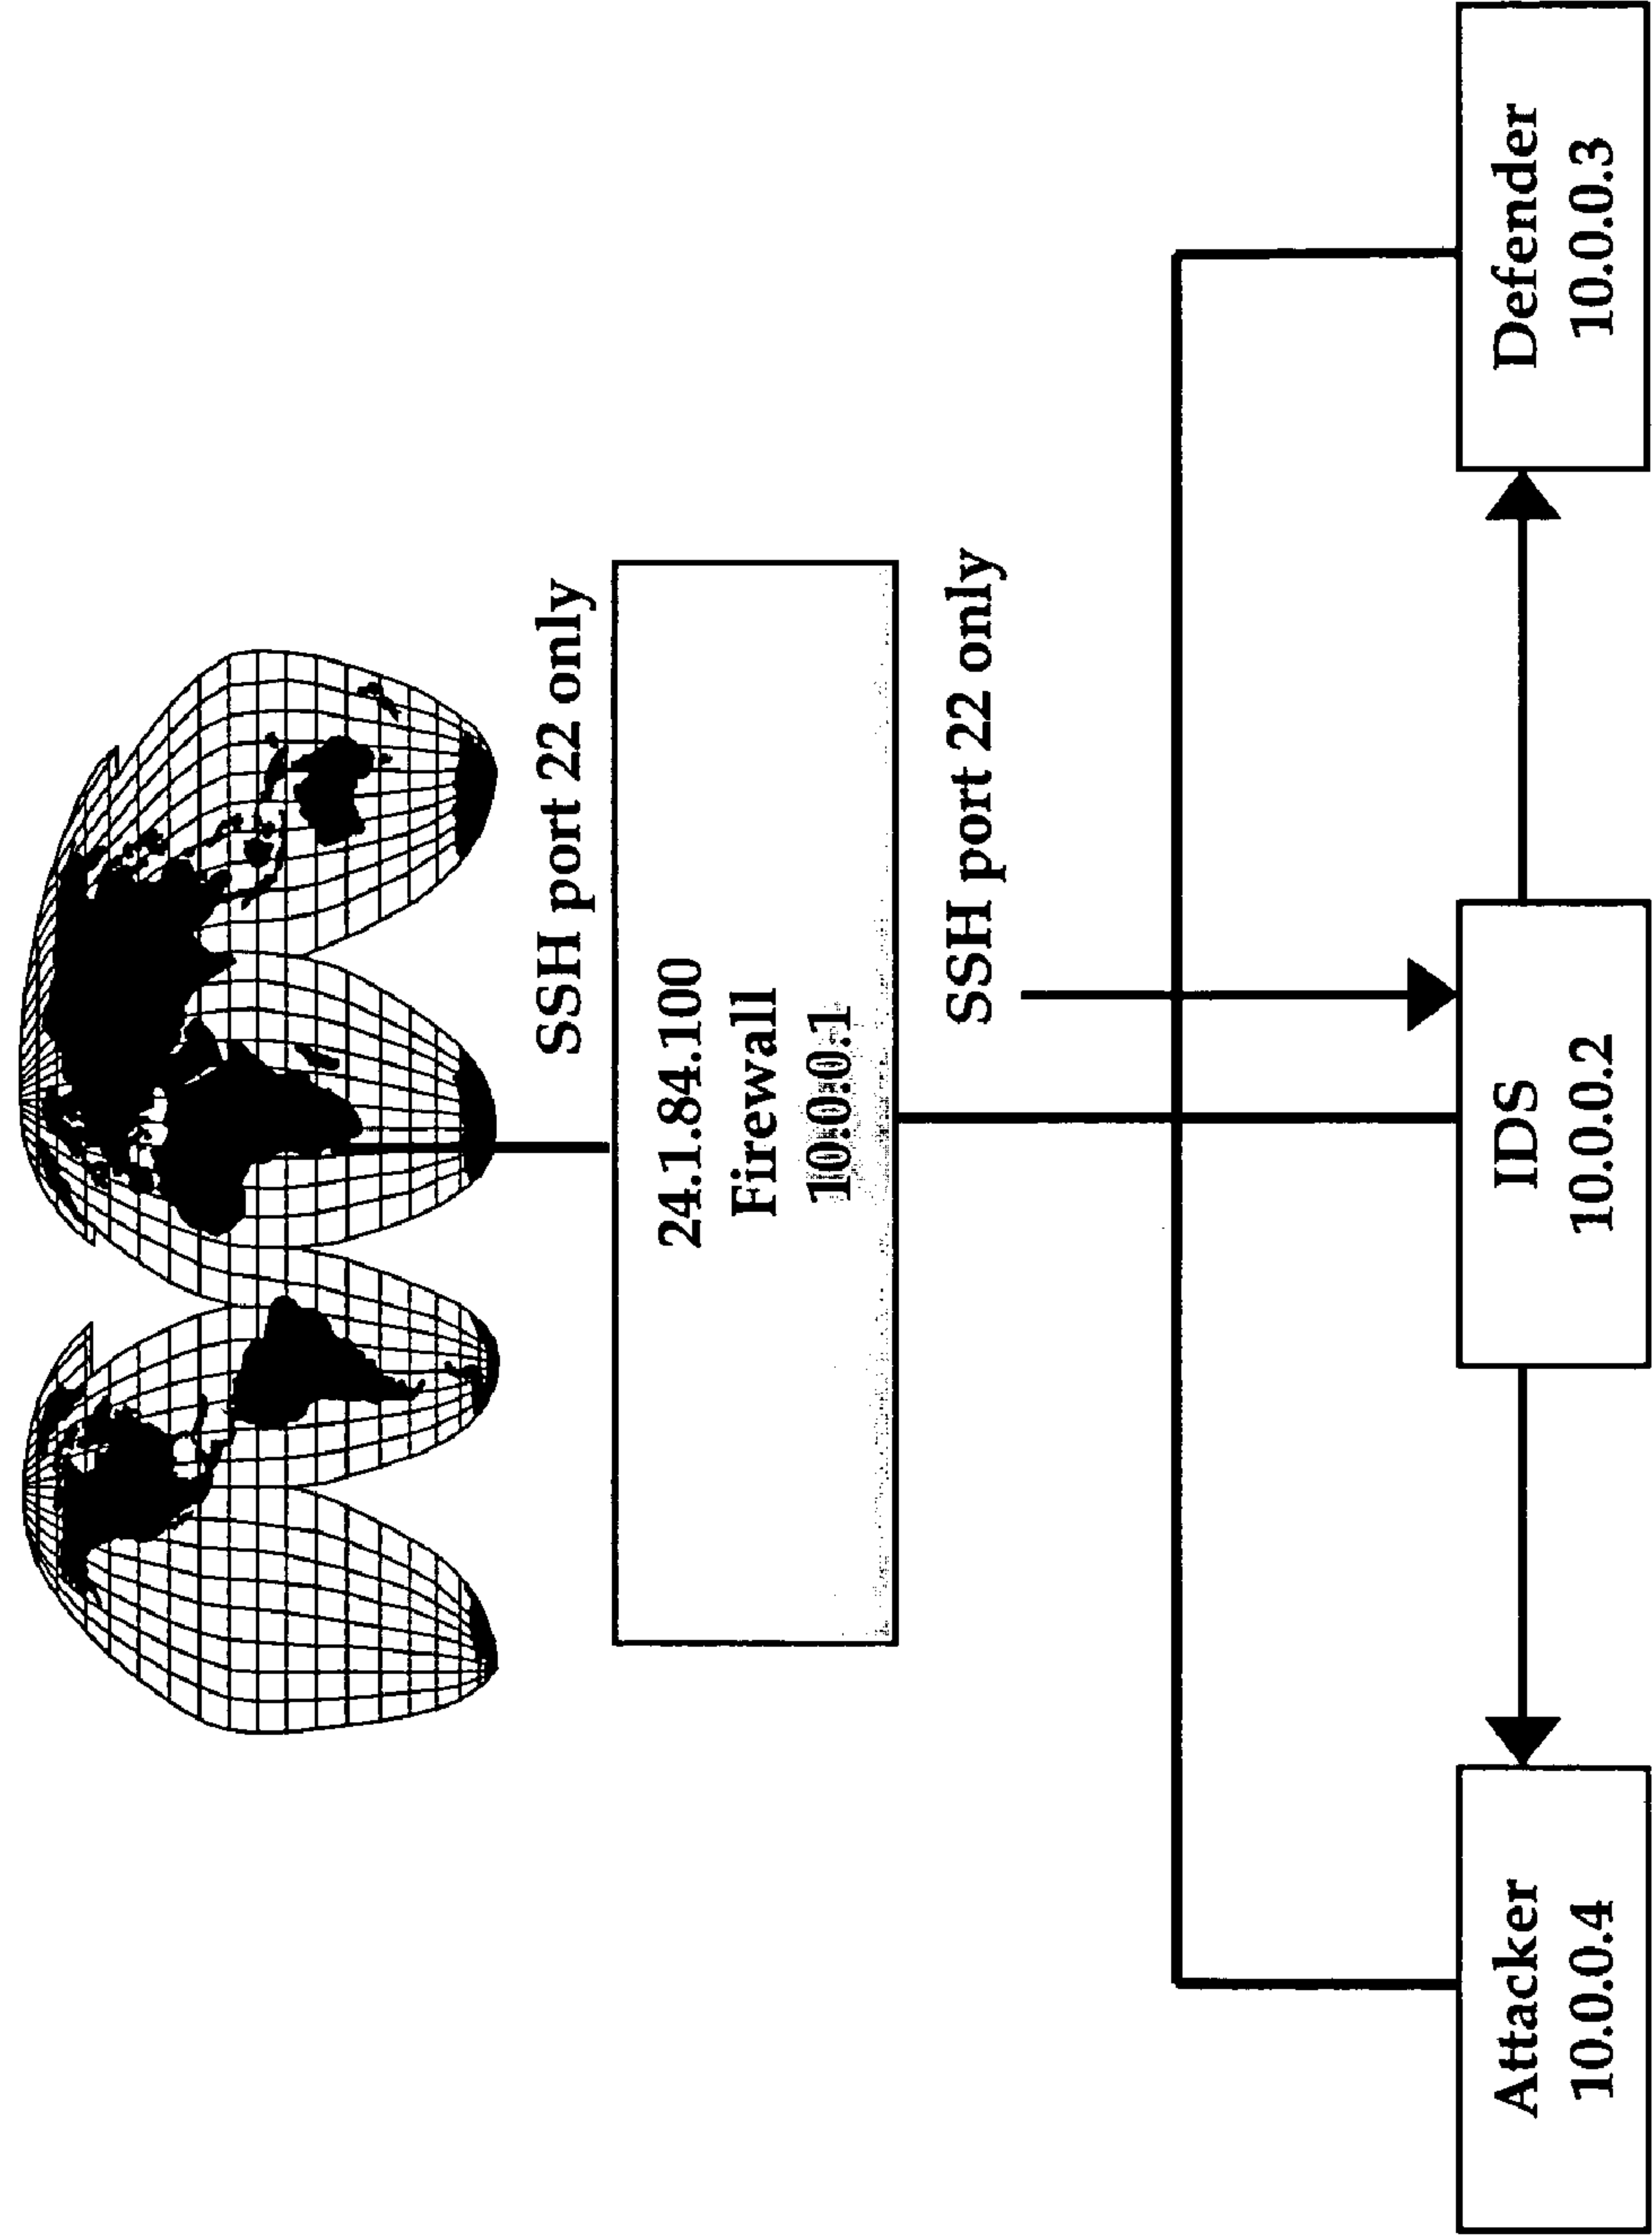 SSH port 22 only
24.1.84.100
Firewall
10.0.0.1
SSH port 22 only
Attacker
10.0.0.4
IDS
10.0.0.2
Defender
10.0.0.3